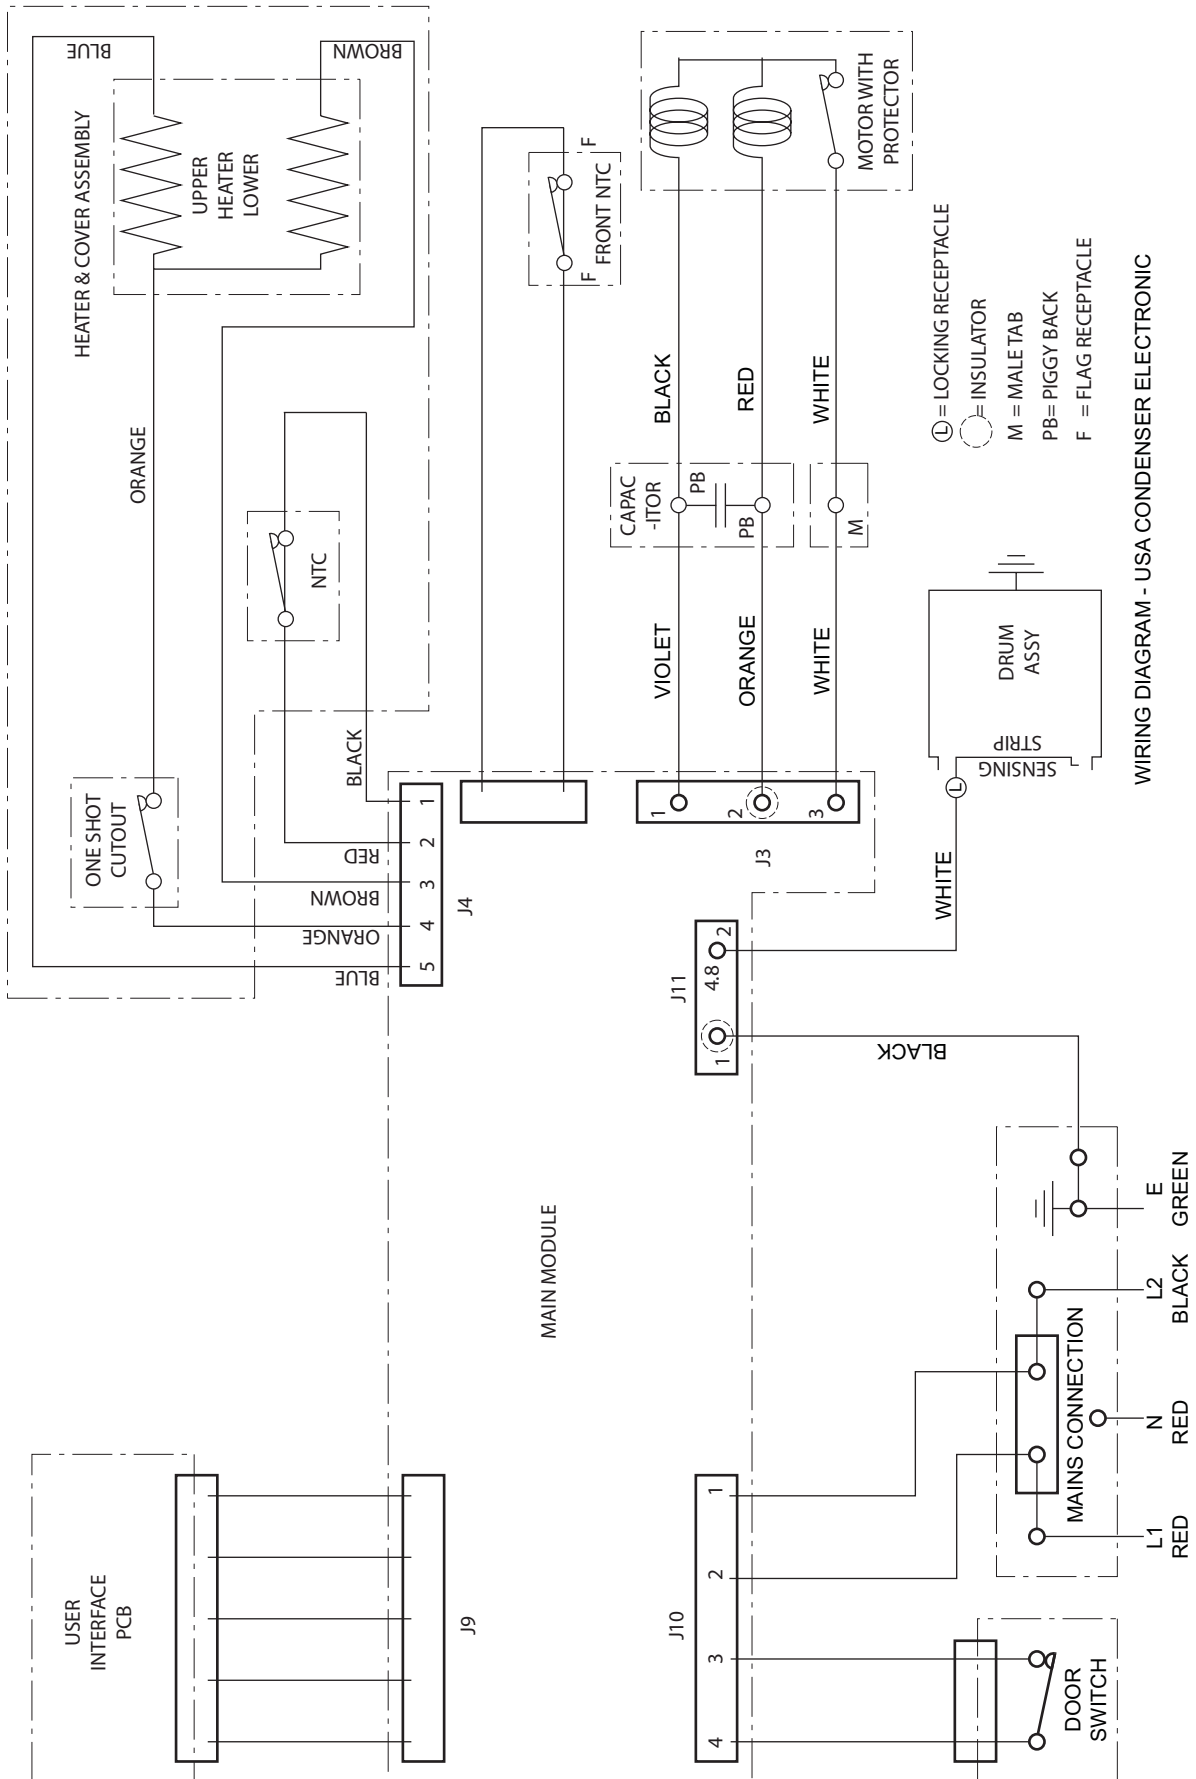 HEATER & COVER ASSEMBLY
BLUE
BROWN
UPPER
HEATER
LOWER
ORANGE
ONE SHOT
CUTOUT
NTC
BLACK
RED
BROWN
ORANGE
BLUE
1
2
3
4
5
J4
F
F
FRONT NTC
MOTOR WITH
PROTECTOR
BLACK
RED
WHITE
CAPAC
-ITOR
PB
PB
M
VIOLET
ORANGE
WHITE
1
2
3
J3
J11
4.8
1
2
BLACK
WHITE
L
SENSING
STRIP
DRUM
ASSY
L = LOCKING RECEPTACLE
= INSULATOR
M = MALE TAB
PB= PIGGY BACK
F = FLAG RECEPTACLE
MAIN MODULE
USER
INTERFACE
PCB
J9
J10
4
3
2
1
DOOR
SWITCH
MAINS CONNECTION
L1
RED
N
RED
L2
BLACK
E
GREEN
WIRING DIAGRAM - USA CONDENSER ELECTRONIC